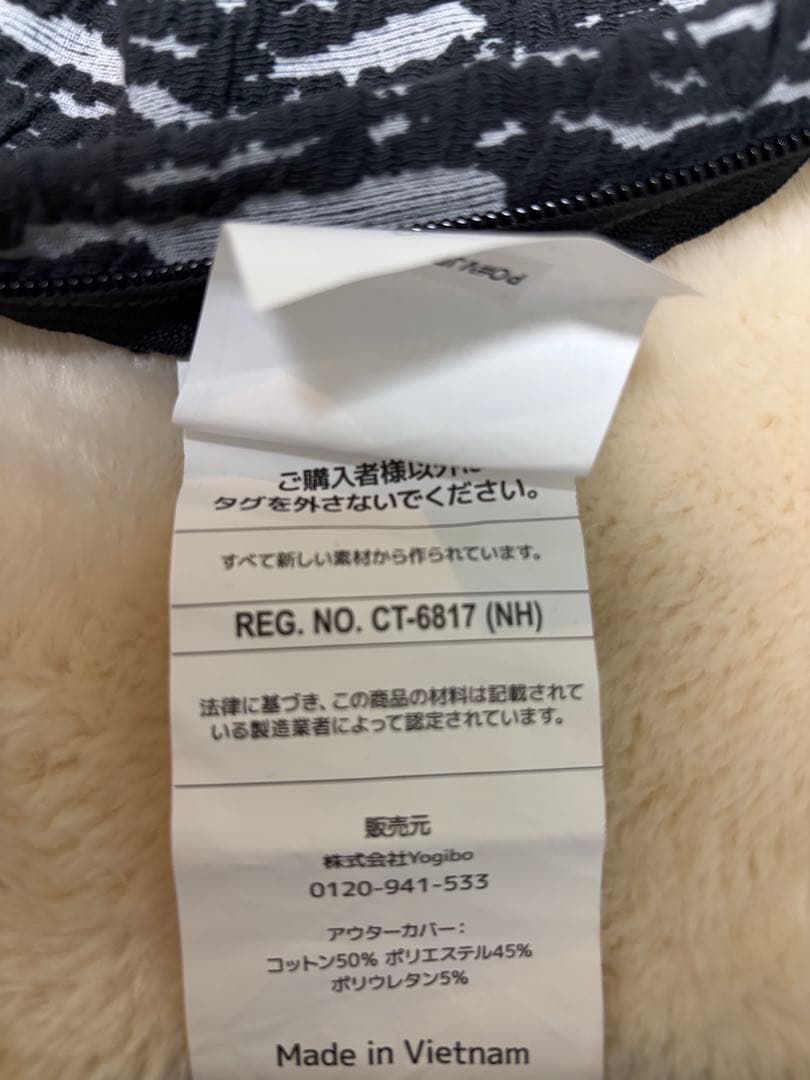 ご購入者様以外に
タグを外さないでください。
すべて新しい素材から作られています。
REG. NO. CT-6817 (NH)
法律に基づき、この商品の材料は記載されて
いる製造業者によって認定されています。
販売元
株式会社Yogibo
0120-941-533
アウターカバー：
コットン50% ポリエステル45%
ポリウレタン5%
Made in Vietnam